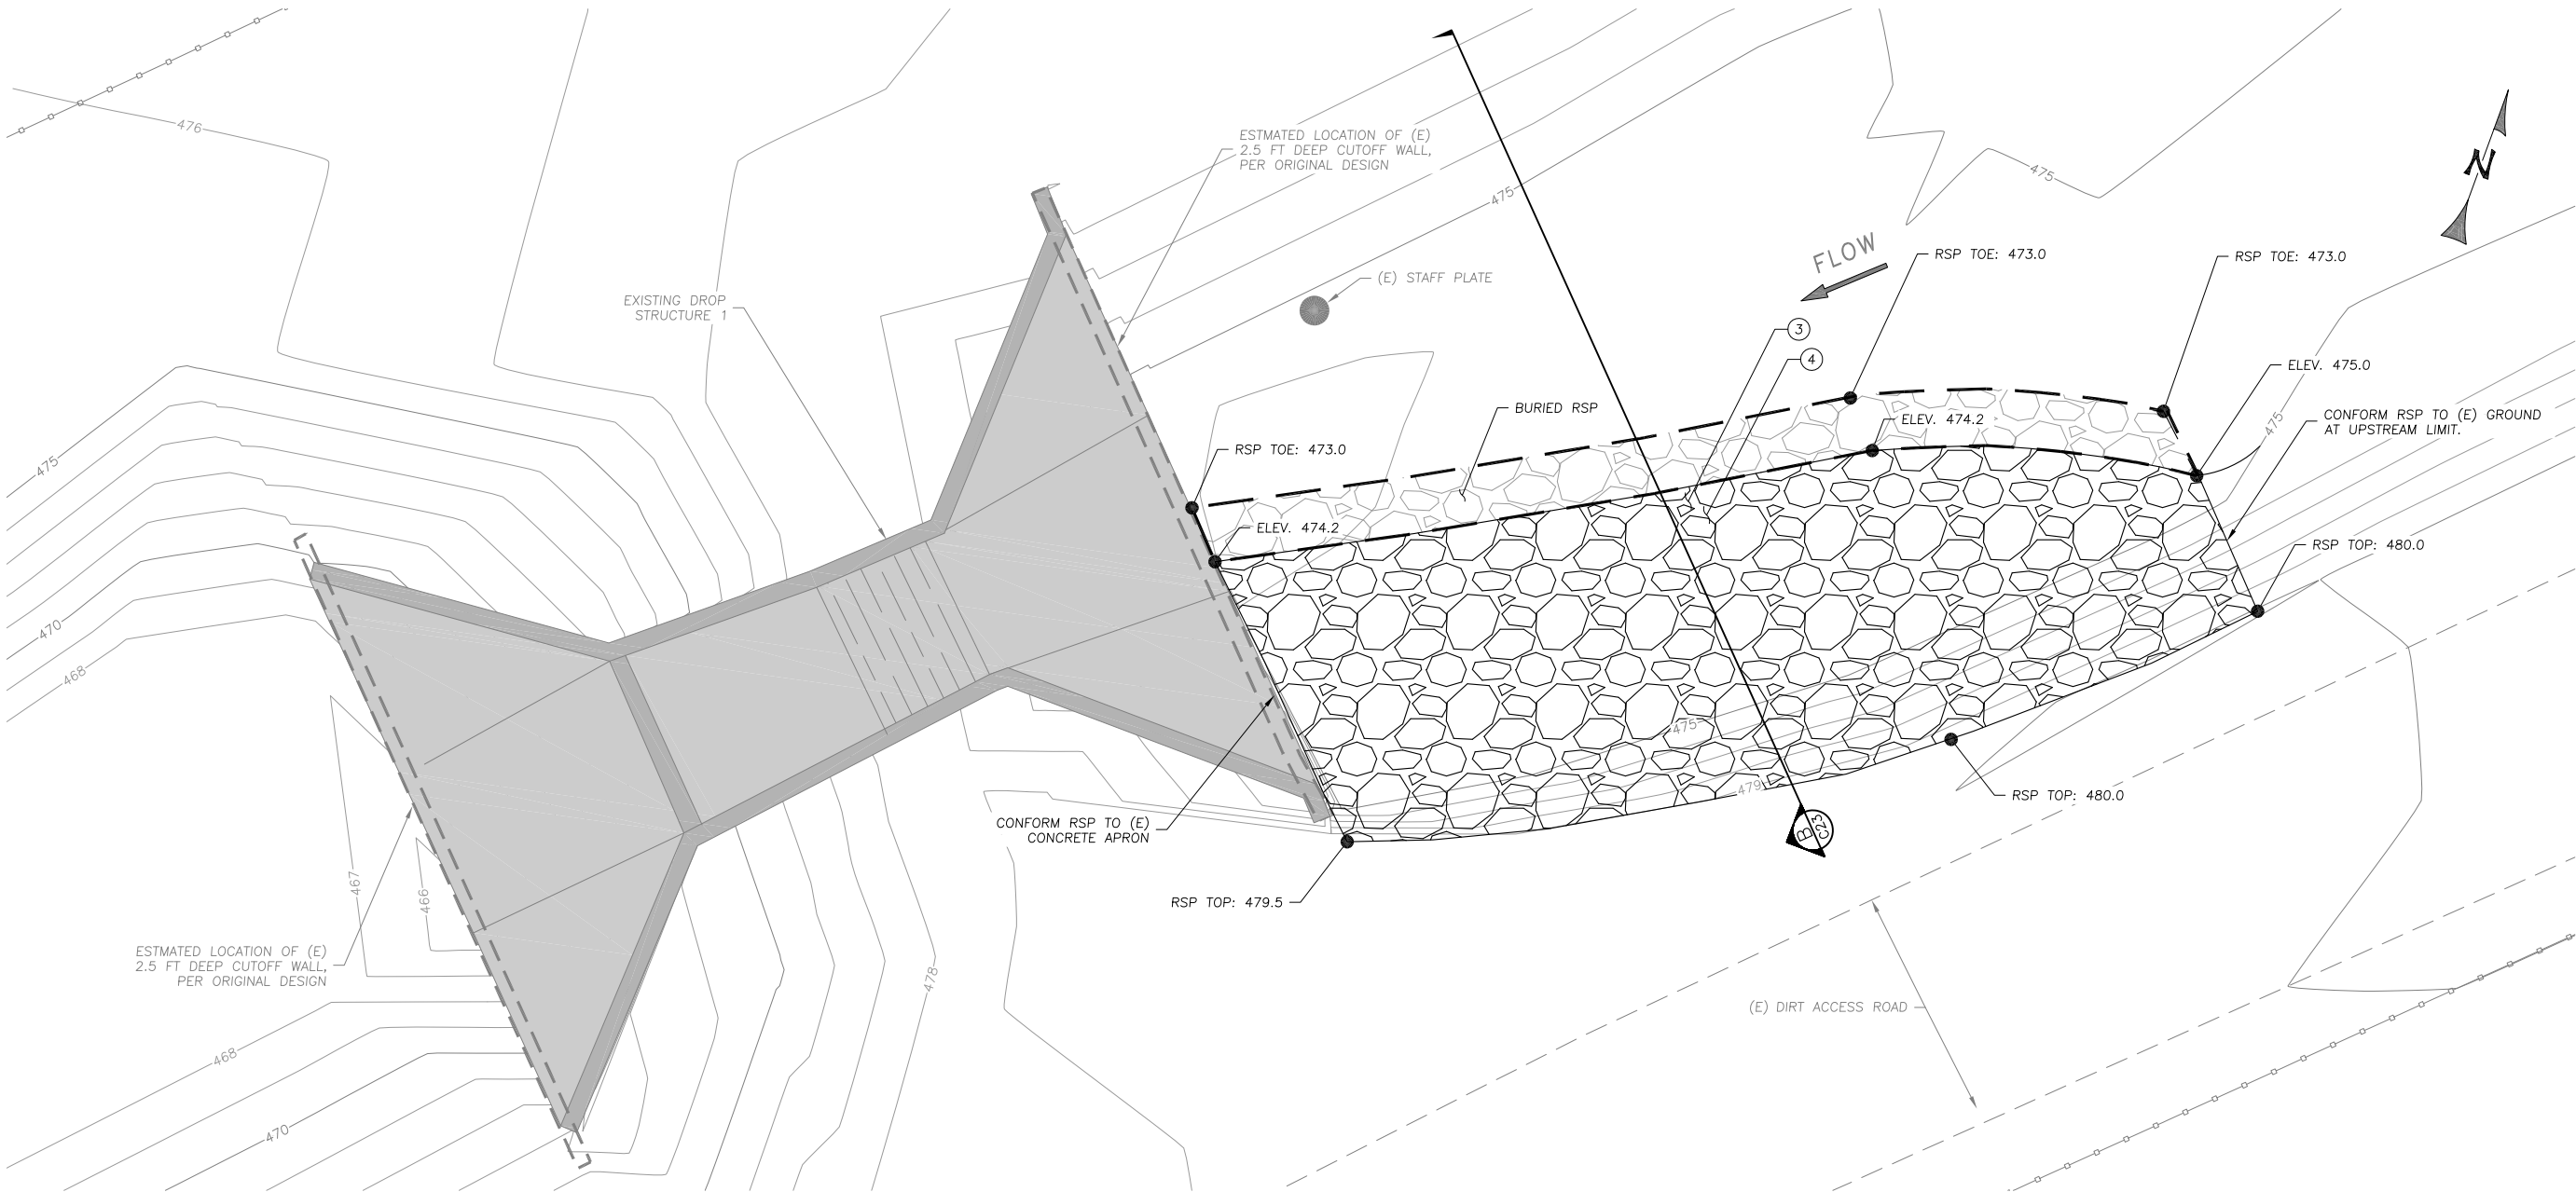 476
ESTMATED LOCATION OF (E)
2.5 FT DEEP CUTOFF WALL,
PER ORIGINAL DESIGN
475
475
N
FLOW
RSP TOE: 473.0
RSP TOE: 473.0
(E) STAFF PLATE
EXISTING DROP
STRUCTURE 1
3
4
ELEV. 475.0
BURIED RSP
ELEV. 474.2
CONFORM RSP TO (E) GROUND
AT UPSTREAM LIMIT.
475
RSP TOE: 473.0
475
ELEV. 474.2
RSP TOP: 480.0
470
468
475
479
RSP TOP: 480.0
CONFORM RSP TO (E)
CONCRETE APRON
B
C23
467
466
RSP TOP: 479.5
ESTMATED LOCATION OF (E)
2.5 FT DEEP CUTOFF WALL,
PER ORIGINAL DESIGN
478
(E) DIRT ACCESS ROAD
468
470